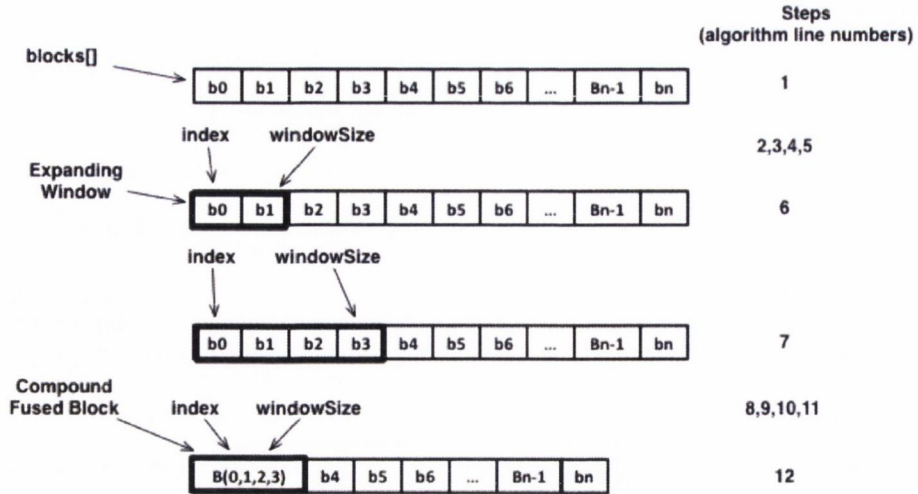 Steps
(algorithm line numbers)
blocks[]
b0 b1 b2 b3 b4 b5 b6 ... Bn-1 bn
1
index windowSize
2,3,4,5
Expanding
Window
b0 b1 b2 b3 b4 b5 b6 ... Bn-1 bn
6
index windowSize
b0 b1 b2 b3 b4 b5 b6 ... Bn-1 bn
7
Compound
Fused Block
index windowSize
8,9,10,11
B(0,1,2,3) b4 b5 b6 ... Bn-1 bn
12